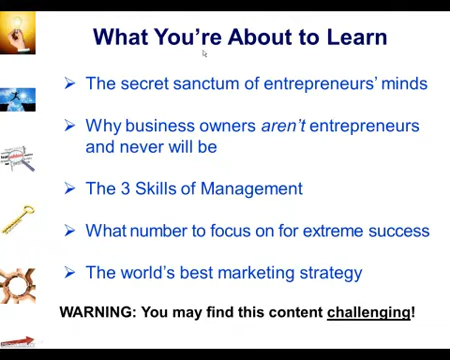 What You're About to Learn
The secret sanctum of entrepreneurs' minds
Why business owners aren't entrepreneurs
and never will be
The 3 Skills of Management
What number to focus on for extreme success
The world's best marketing strategy
WARNING: You may find this content challenging!